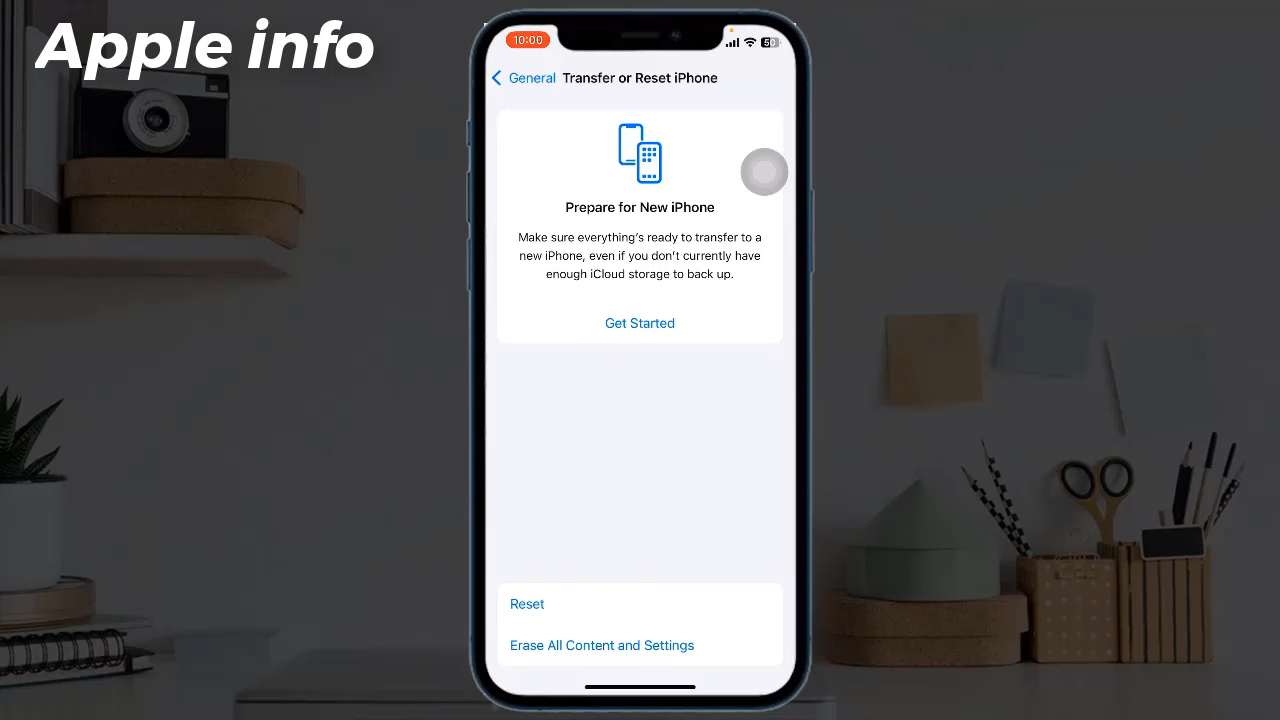 Apple info
10:00
50
General
Transfer or Reset iPhone
Prepare for New iPhone
Make sure everything's ready to transfer to a
new iPhone, even if you don't currently have
enough iCloud storage to back up.
Get Started
Reset
Erase All Content and Settings